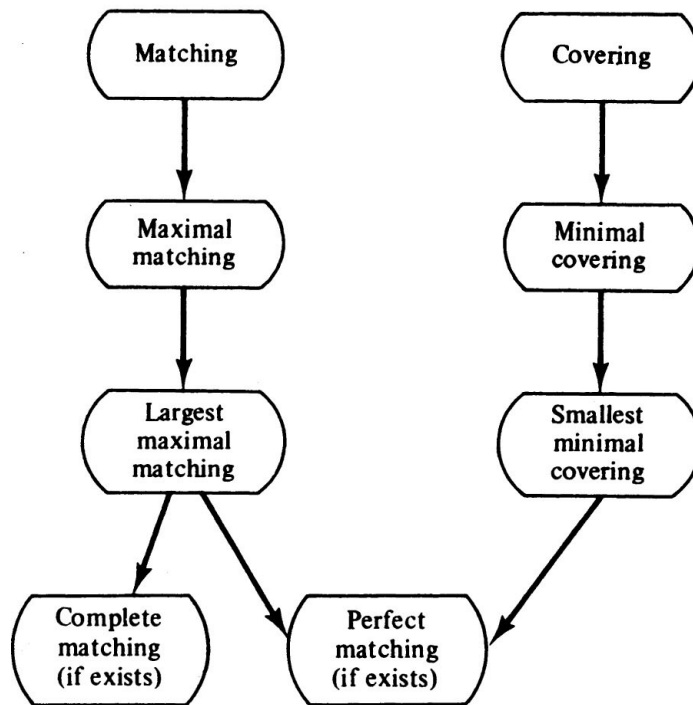 Matching
Covering
Maximal
matching
Minimal
covering
Largest
maximal
matching
Smallest
minimal
covering
Complete
matching
(if exists)
Perfect
matching
(if exists)